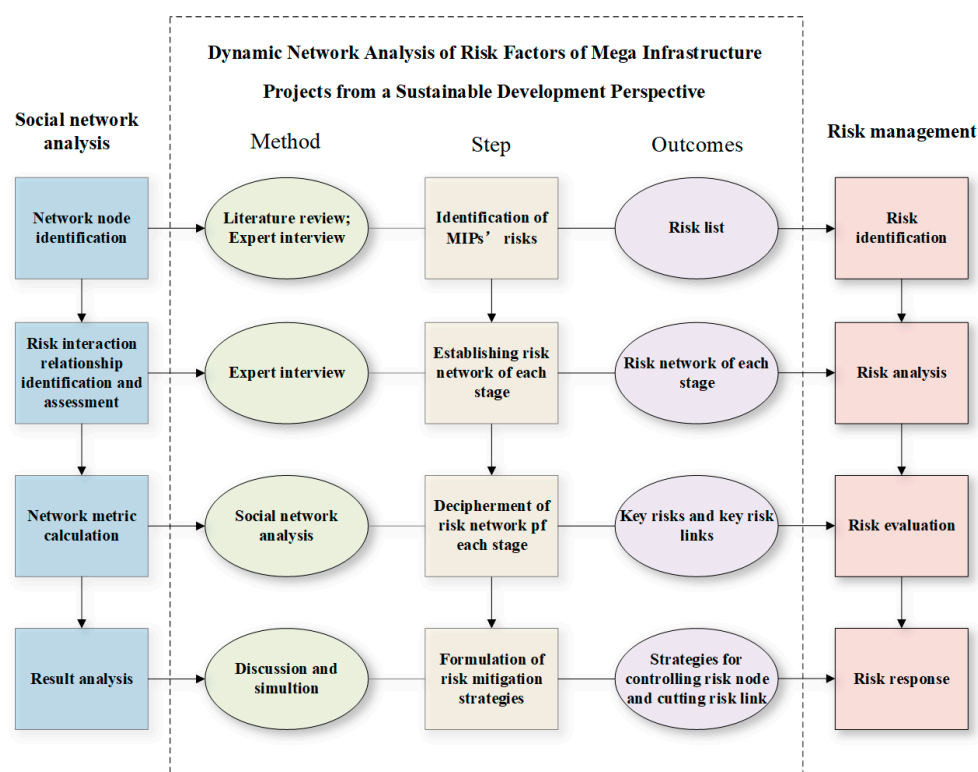 Dynamic Network Analysis of Risk Factors of Mega Infrastructure
Projects from a Sustainable Development Perspective
Social network
analysis
Method
Step
Outcomes
Risk management
Network node
identification
Literature review;
Expert interview
Identification of
MIPs’ risks
Risk list
Risk
identification
Risk interaction
relationship
identification and
assessment
Expert interview
Establishing risk
network of each
stage
Risk network of each
stage
Risk analysis
Network metric
calculation
Social network
analysis
Decipherment of
risk network pf
each stage
Key risks and key risk
links
Risk evaluation
Result analysis
Discussion and
simultion
Formulation of
risk mitigation
strategies
Strategies for
controlling risk node
and cutting risk link
Risk response